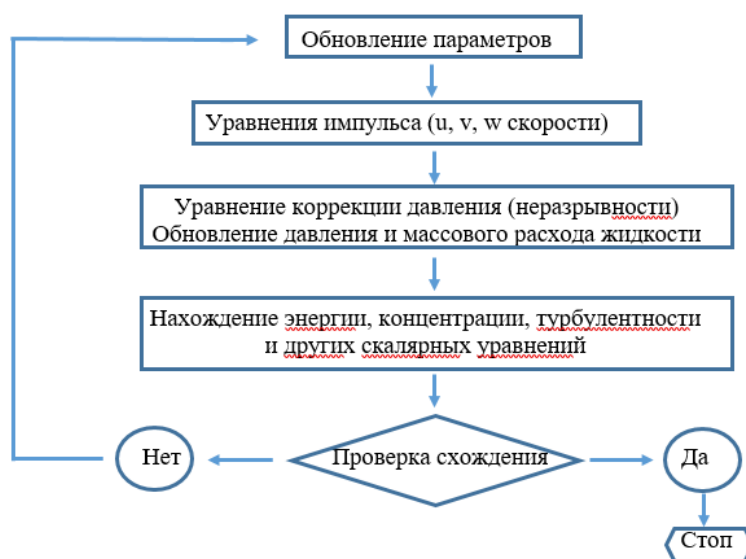 Обновление параметров
Уравнения импульса (u, v, w скорости)
Уравнение коррекции давления (неразрывности)
Обновление давления и массового расхода жидкости
Нахождение энергии, концентрации, турбулентности
и других скалярных уравнений
Нет
Проверка схождения
Да
Стоп